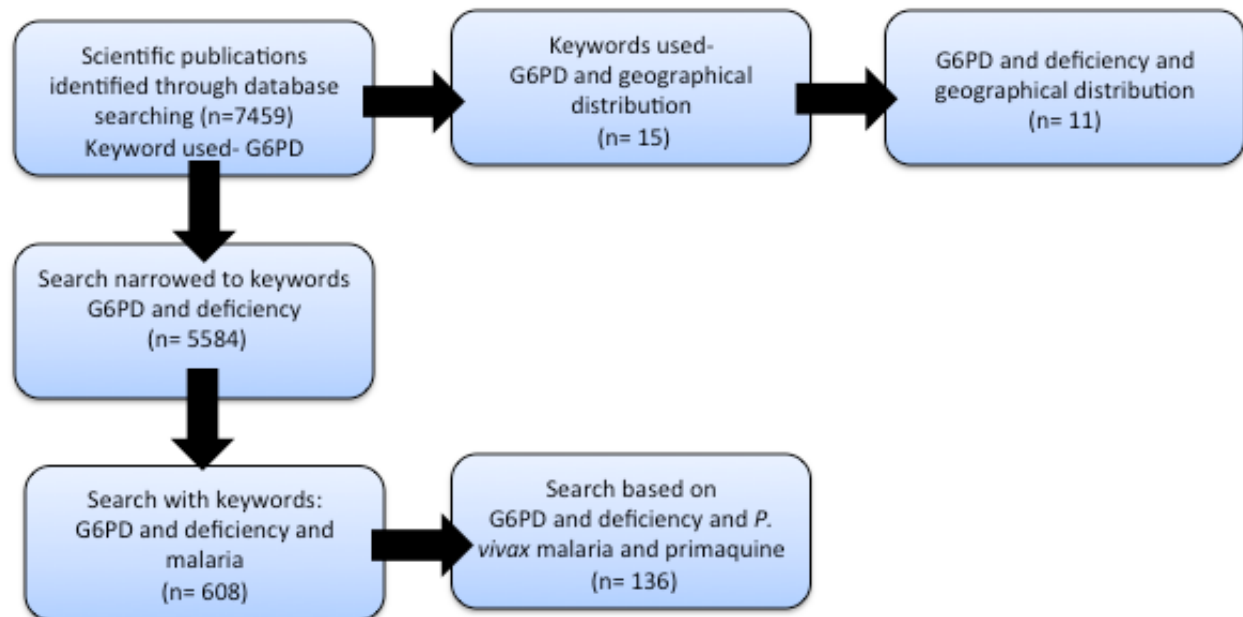 Scientific publications
identified through database
searching (n=7459)
Keyword used- G6PD
Keywords used-
G6PD and geographical
distribution
(n= 15)
G6PD and deficiency and
geographical distribution
(n= 11)
Search narrowed to keywords
G6PD and deficiency
(n= 5584)
Search with keywords:
G6PD and deficiency and
malaria
(n= 608)
Search based on
G6PD and deficiency and P.
vivax malaria and primaquine
(n= 136)